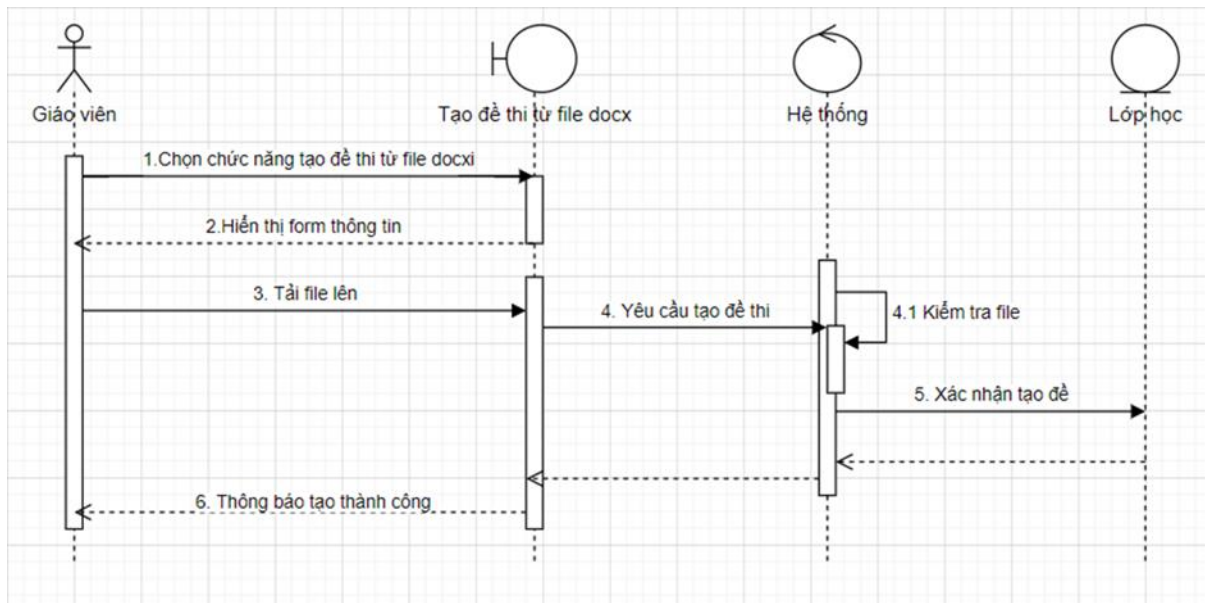 Giáo viên
Tạo đề thi từ file docx
Hệ thống
Lớp học
1.Chọn chức năng tạo đề thi từ file docxi
2.Hiển thị form thông tin
3. Tải file lên
4. Yêu cầu tạo đề thi
4.1 Kiểm tra file
5. Xác nhận tạo đề
6. Thông báo tạo thành công